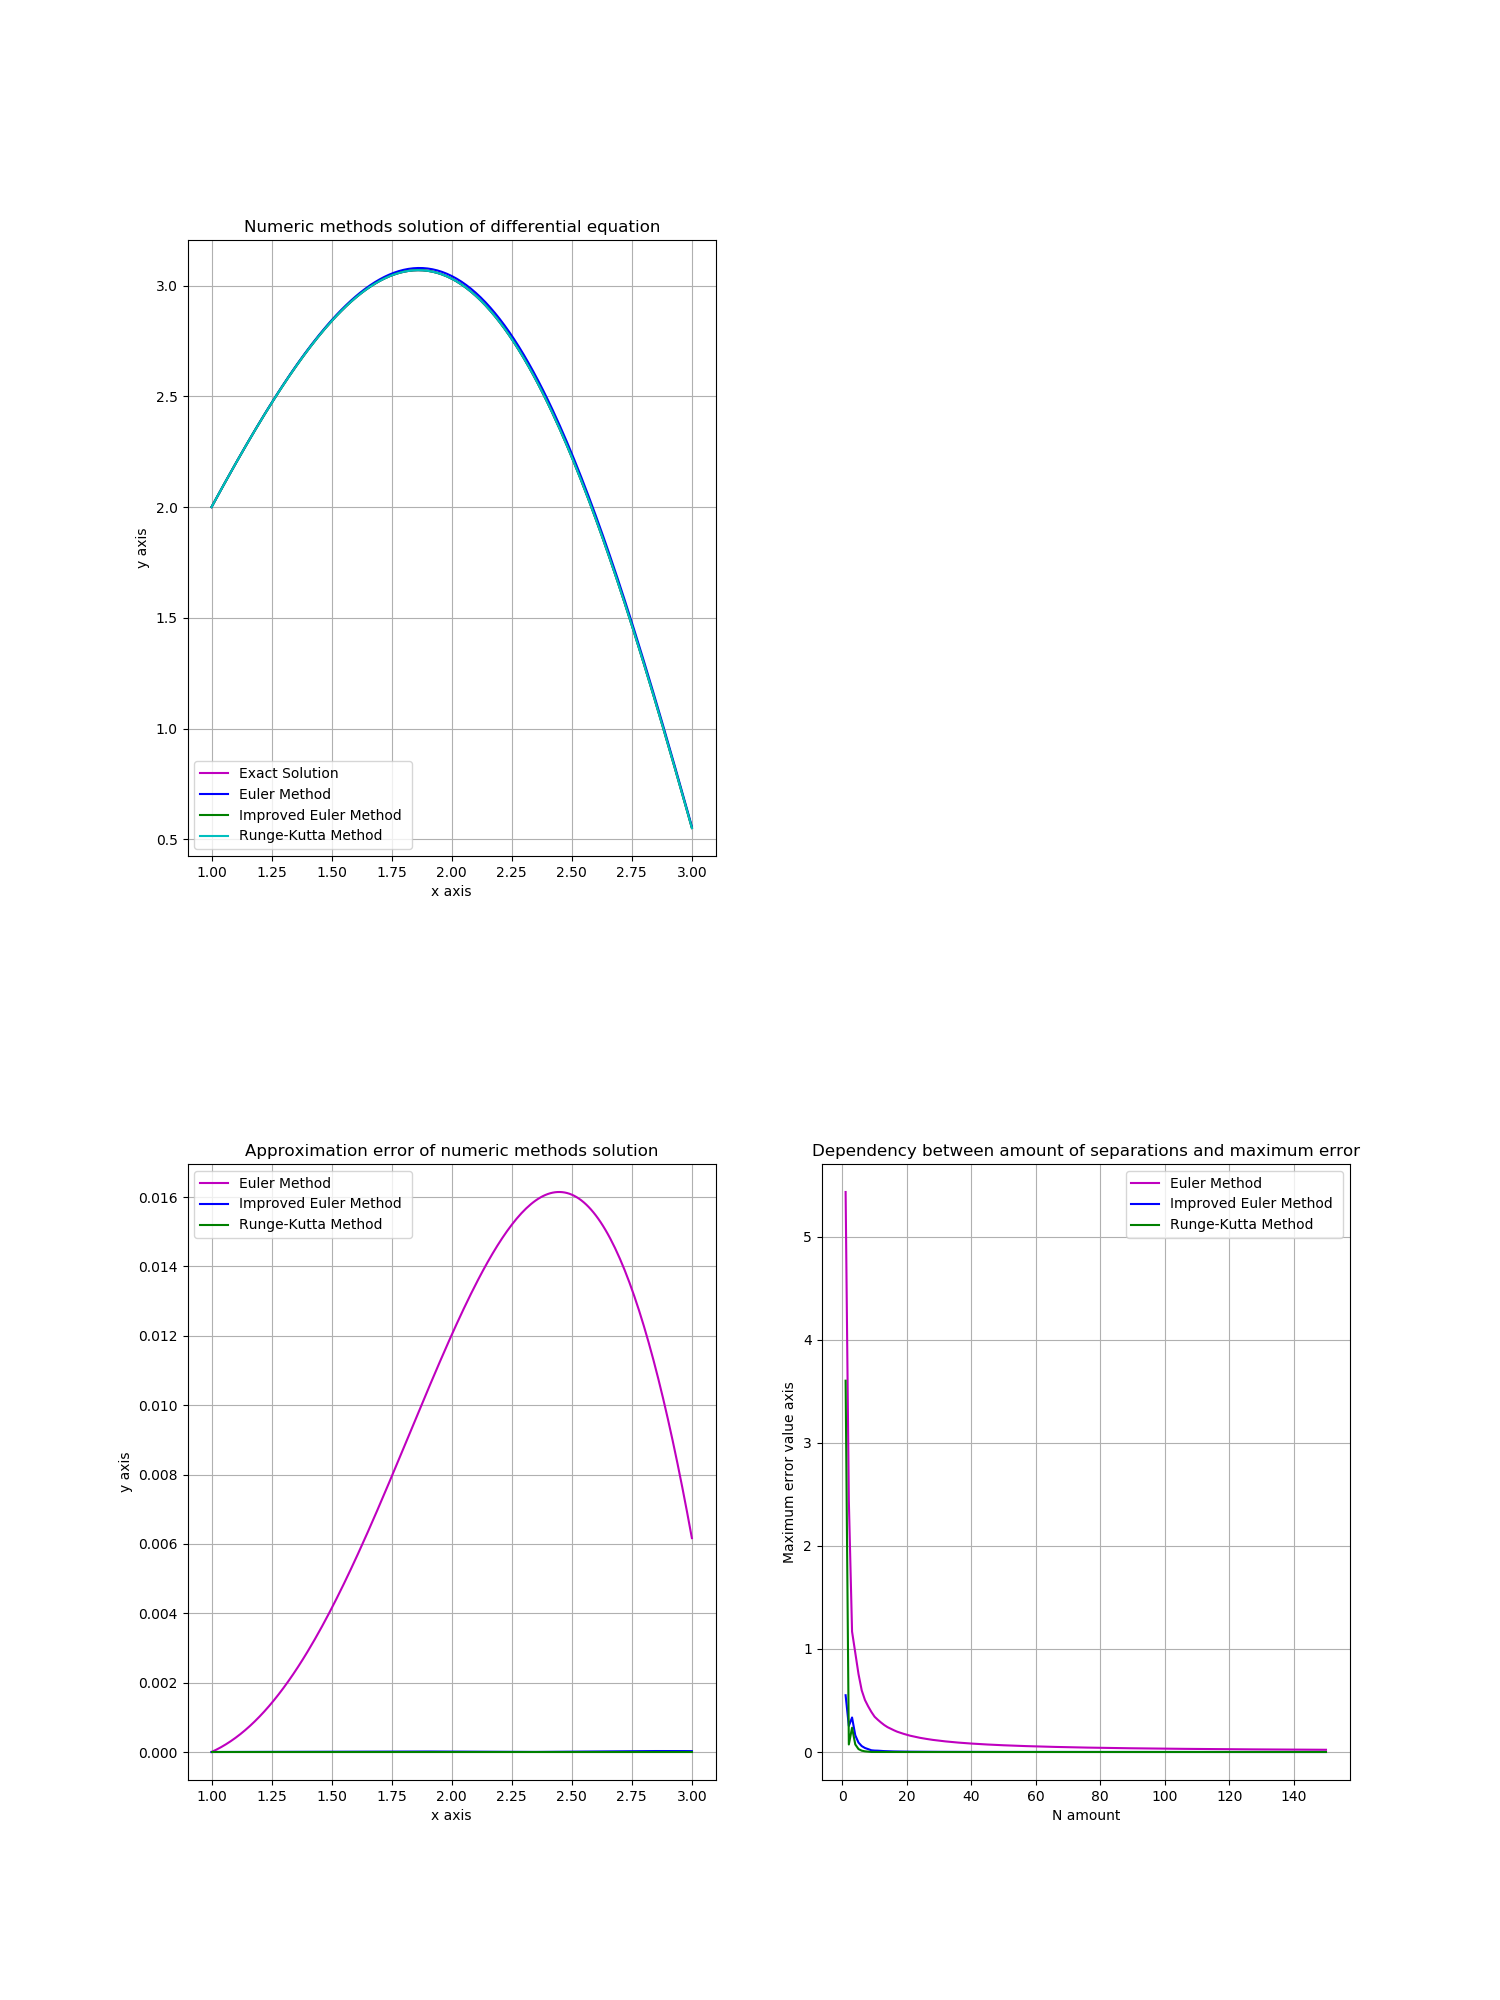 Numeric methods solution of differential equation
3.0
2.5
2.0
1.5
1.0
0.5
y axis
Exact Solution
Euler Method
Improved Euler Method
Runge-Kutta Method
1.00 1.25 1.50 1.75 2.00 2.25 2.50 2.75 3.00
x axis
Approximation error of numeric methods solution
Euler Method
Improved Euler Method
Runge-Kutta Method
0.016
0.014
0.012
0.010
0.008
0.006
0.004
0.002
0.000
y axis
1.00 1.25 1.50 1.75 2.00 2.25 2.50 2.75 3.00
x axis
Dependency between amount of separations and maximum error
Euler Method
Improved Euler Method
Runge-Kutta Method
5
4
3
2
1
0
Maximum error value axis
0 20 40 60 80 100 120 140
N amount